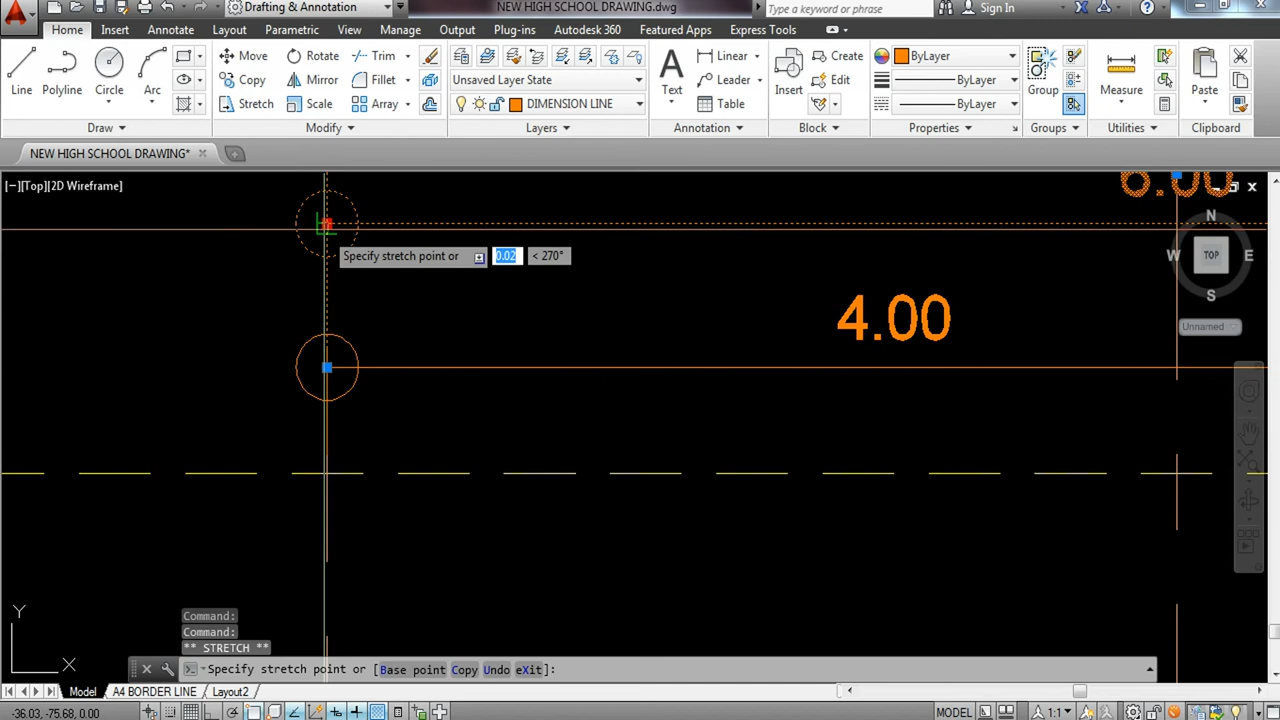 Drafting & Annotation
NEW HIGH SCHOOL DRAWING.dwg
Type a keyword or phrase
Sign In
Home Insert Annotate Layout Parametric View Manage Output Plug-ins Autodesk 360 Featured Apps Express Tools
Line Polyline Circle Arc
Move Rotate Trim
Copy Mirror Fillet
Stretch Scale Array
Unsaved Layer State
DIMENSION LINE
Text
Linear
Leader
Table
Insert
Create
Edit
ByLayer
ByLayer
ByLayer
Group
Measure
Paste
Draw Modify Layers Annotation Block Properties Groups Utilities Clipboard
NEW HIGH SCHOOL DRAWING*
[−][Top][2D Wireframe]
6.00
N
W TOP E
S
Unnamed
Specify stretch point or 0.02 < 270°
4.00
Command:
Command:
** STRETCH **
Y
X
Specify stretch point or [Base point Copy Undo eXit]:
Model A4 BORDER LINE Layout2
-36.03, -75.68, 0.00
MODEL
1:1